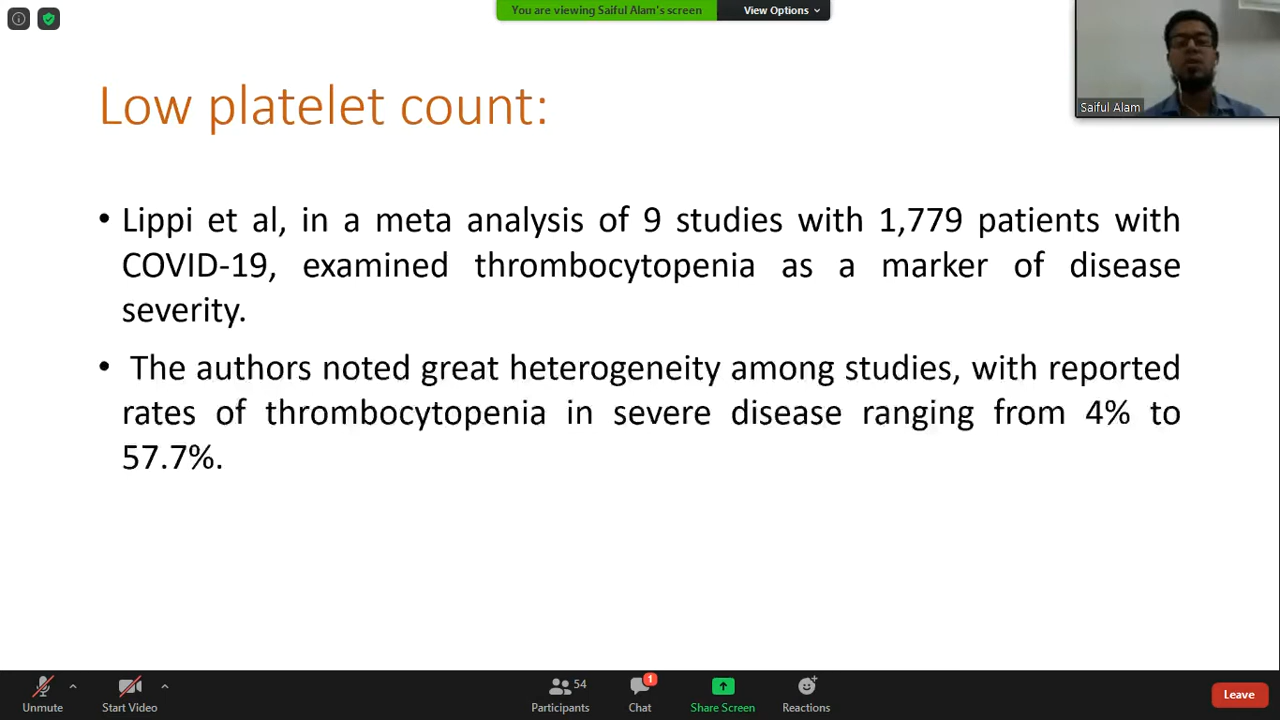 You are viewing Saiful Alam's screen
View Options
Low platelet count:
Saiful Alam
• Lippi et al, in a meta analysis of 9 studies with 1,779 patients with
COVID-19, examined thrombocytopenia as a marker of disease
severity.
• The authors noted great heterogeneity among studies, with reported
rates of thrombocytopenia in severe disease ranging from 4% to
57.7%.
Unmute
Start Video
54
Participants
1
Chat
Share Screen
Reactions
Leave